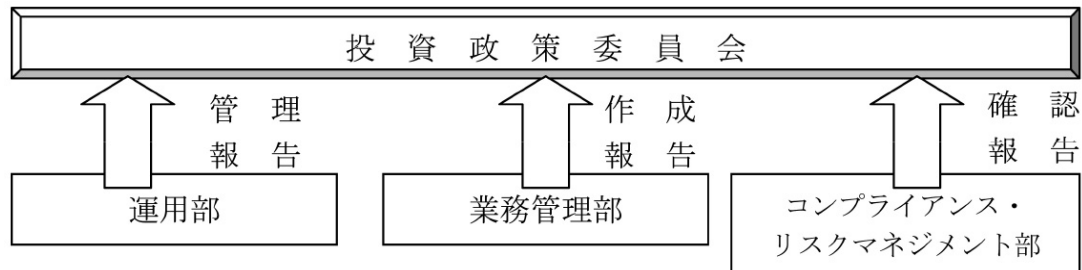 投資政策委員会
管理
報告
作成
報告
確認
報告
運用部
業務管理部
コンプライアンス・
リスクマネジメント部